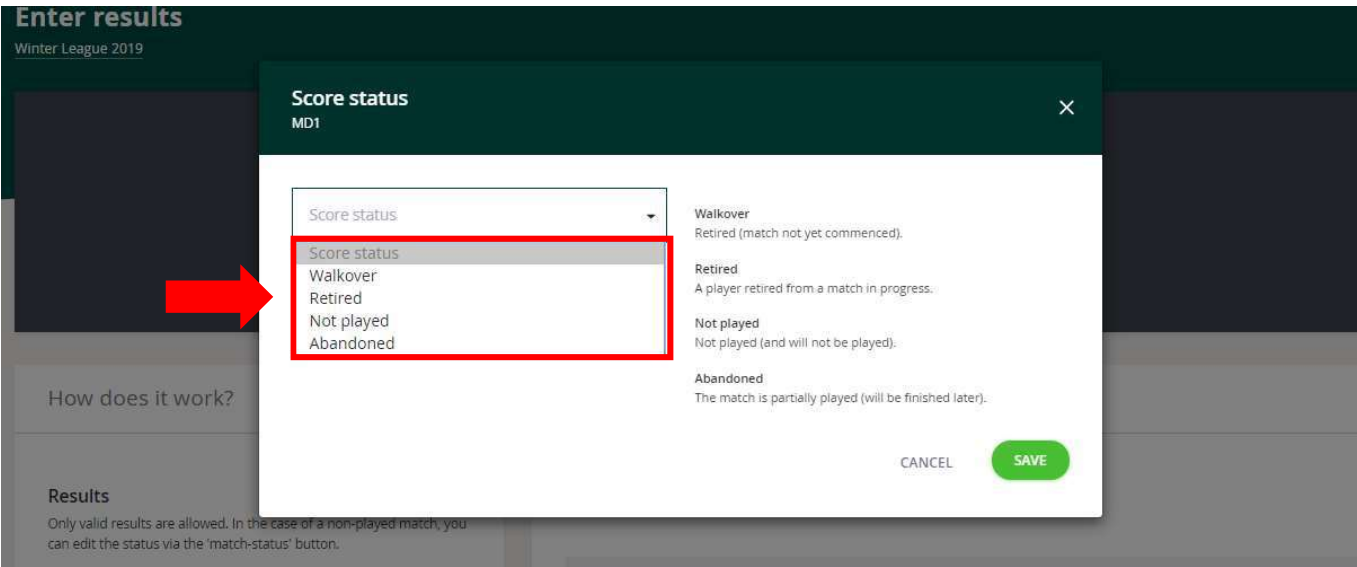 Enter results
Winter League 2019
Score status
MD1
Score status
Score status
Walkover
Retired
Not played
Abandoned
Walkover
Retired (match not yet commenced).
Retired
A player retired from a match in progress.
Not played
Not played (and will not be played).
Abandoned
The match is partially played (will be finished later).
CANCEL
SAVE
How does it work?
Results
Only valid results are allowed. In the case of a non-played match, you
can edit the status via the 'match-status' button.